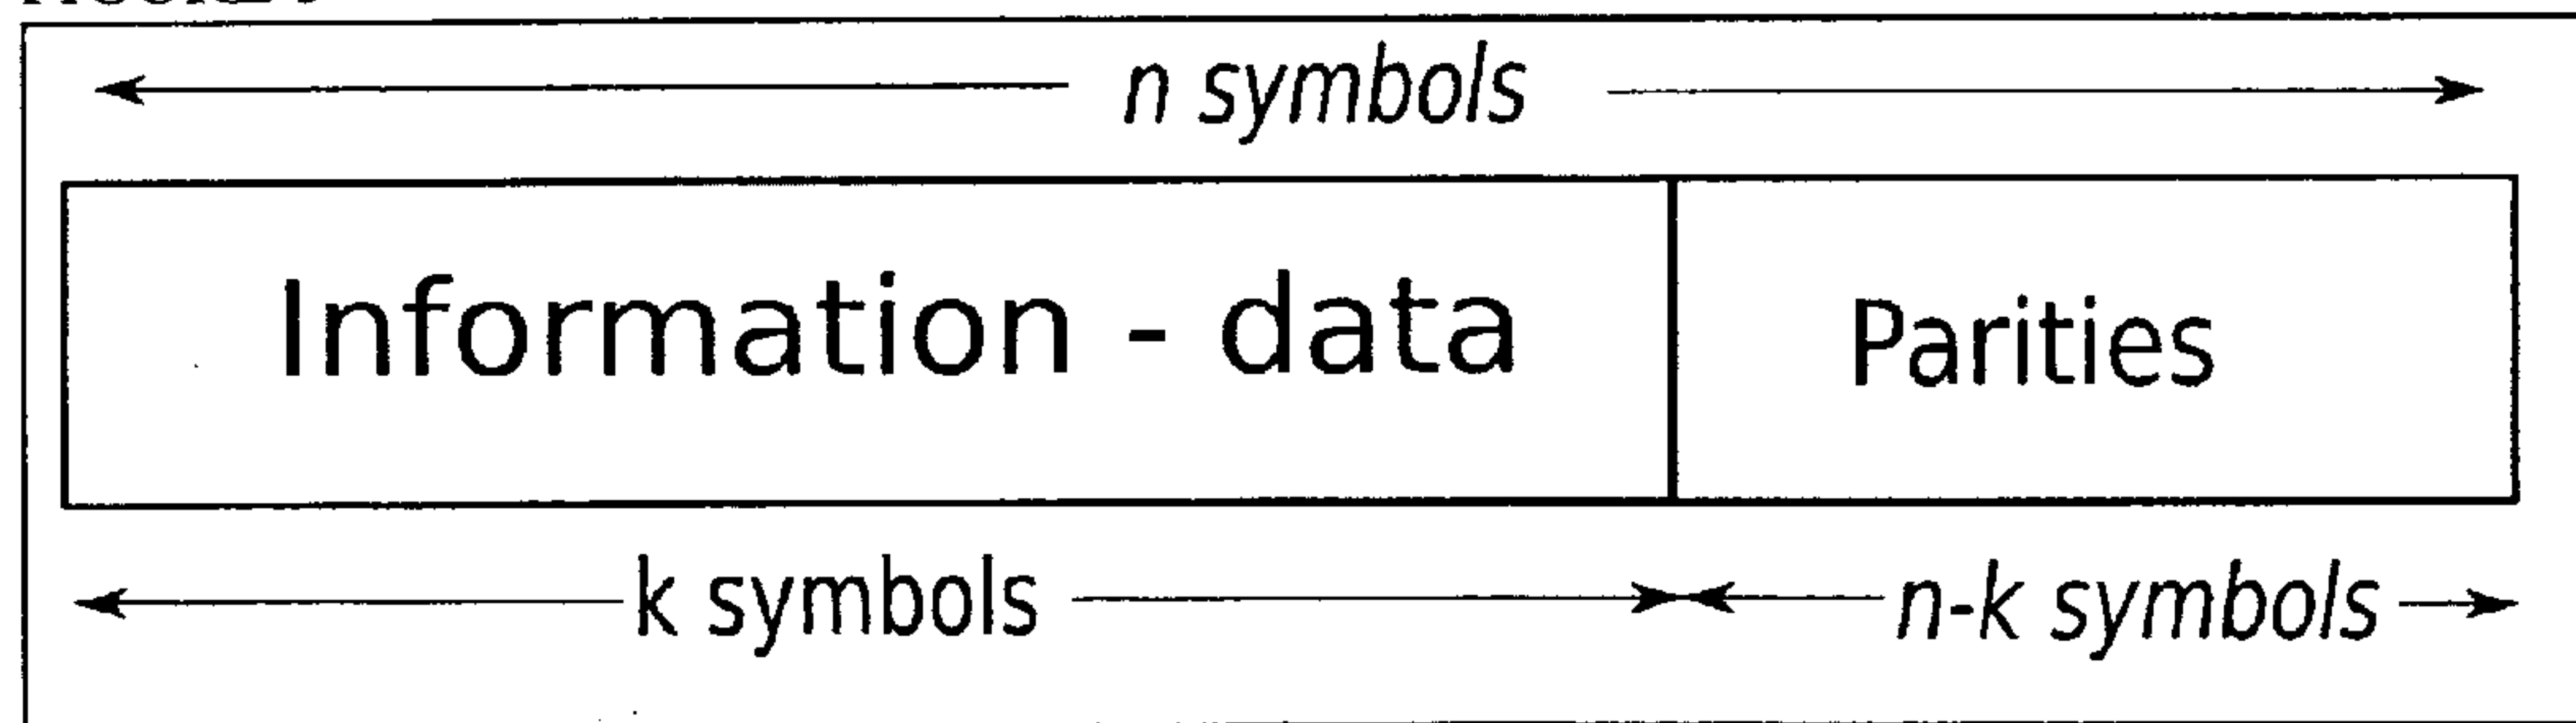 n symbols
Information - data
Parities
k symbols
n-k symbols